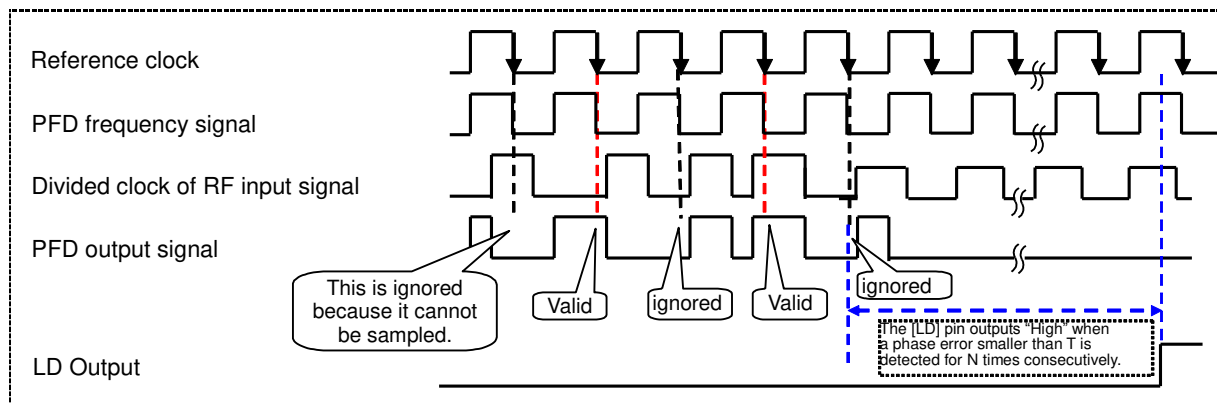 Reference clock
PFD frequency signal
Divided clock of RF input signal
PFD output signal
This is ignored
because it cannot
be sampled.
Valid
ignored
Valid
ignored
The [LD] pin outputs “High” when
a phase error smaller than T is
detected for N times consecutively.
LD Output